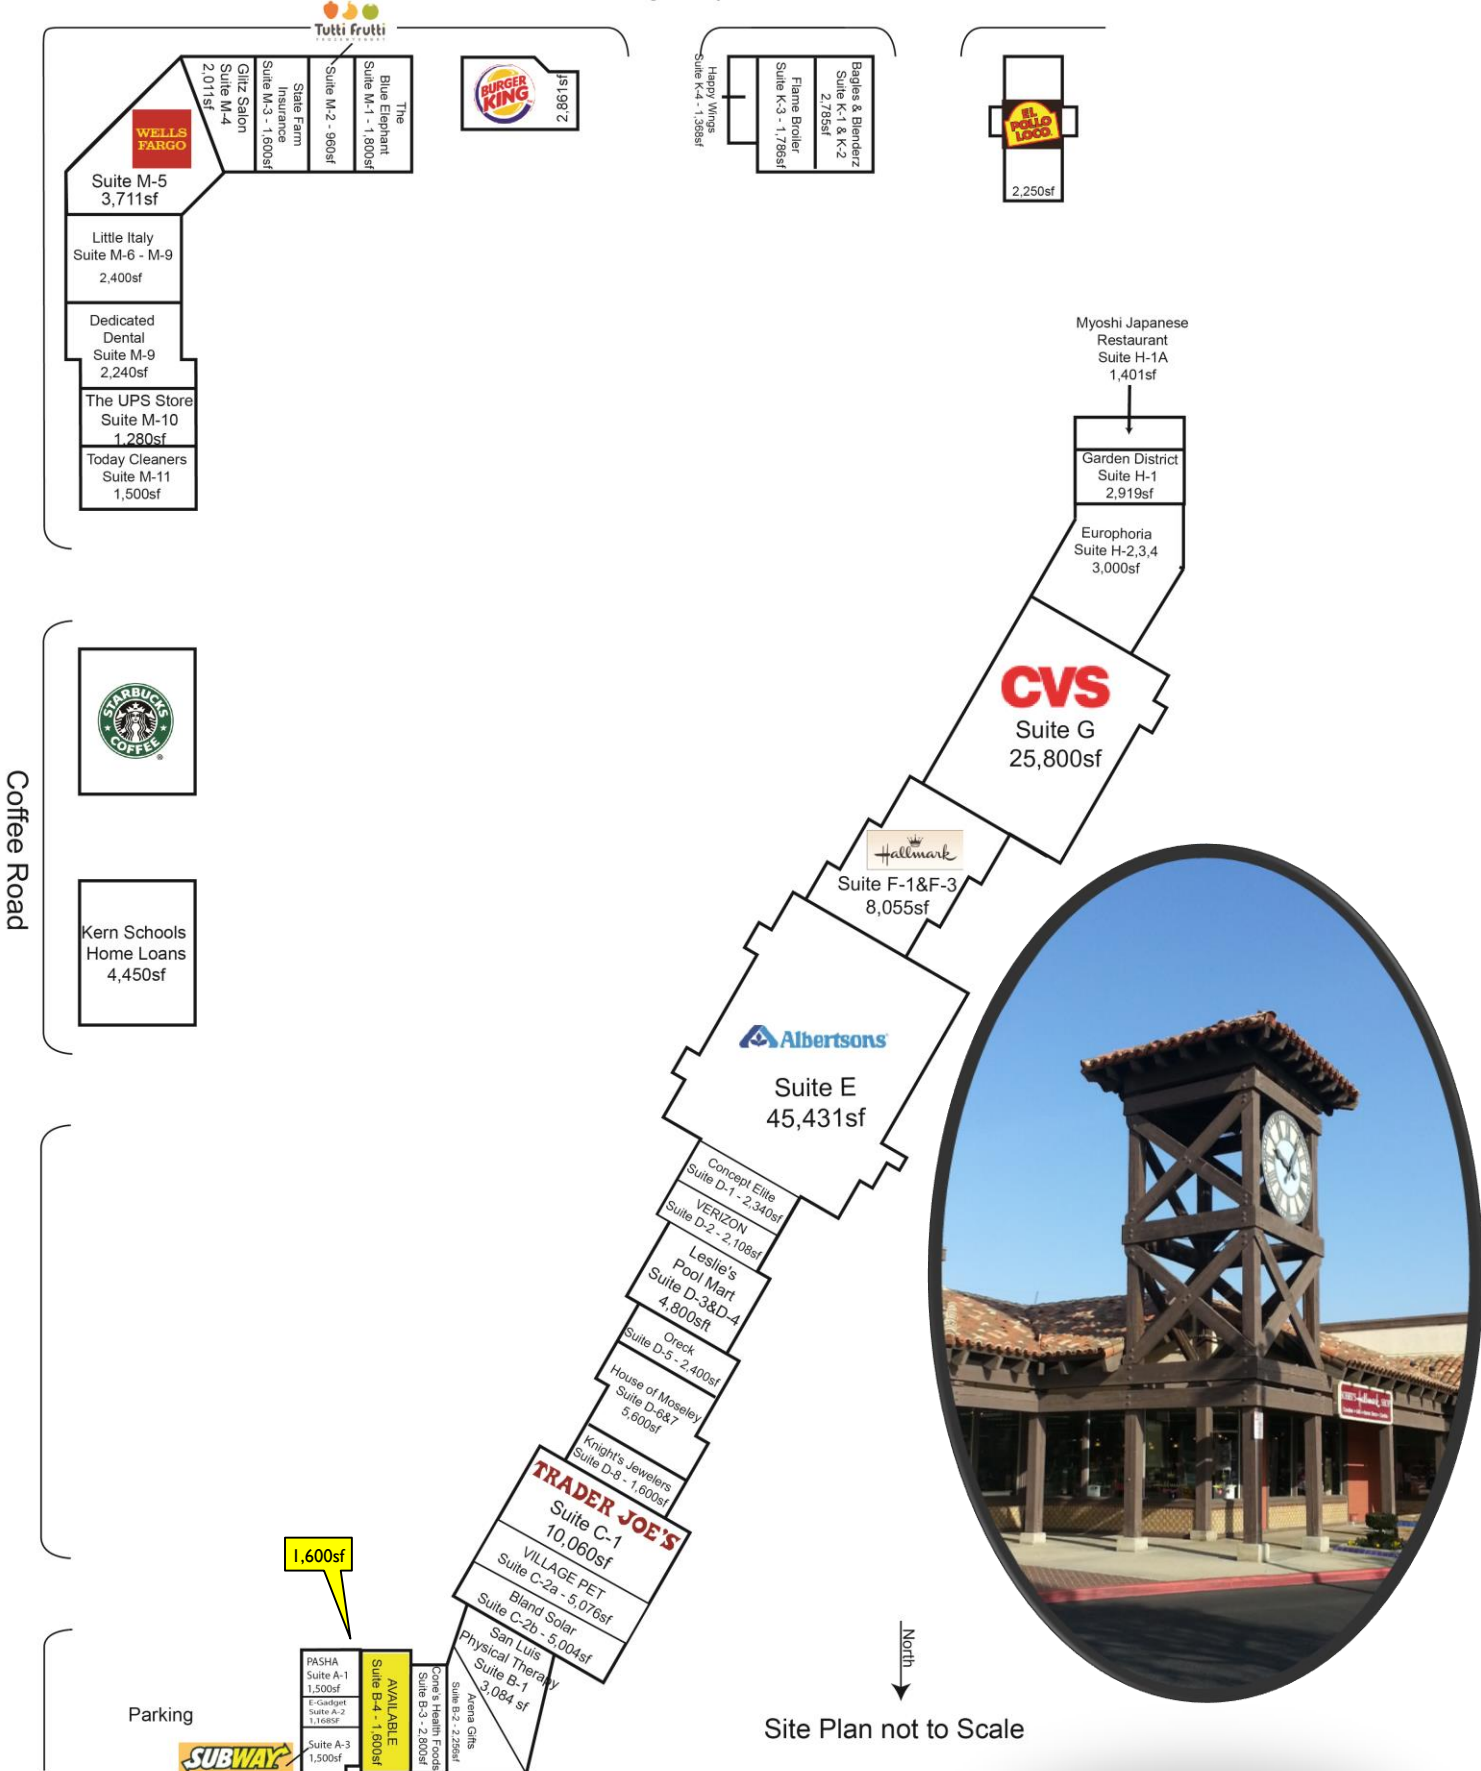 Tutti Frutti
WELLS
FARGO
Suite M-5
3,711sf
Glitz Salon
Suite M-4
2,011sf
State Farm
Insurance
Suite M-3 - 1,600sf
Suite M-2 - 960sf
The
Blue Elephant
Suite M-1 - 1,800sf
BURGER
KING
2,861sf
Happy Wings
Suite K-4 - 1,368sf
Flame Broiler
Suite K-3 - 1,786sf
Bagles & Blenderz
Suite K-1 & K-2
2,785sf
EL
POLLO
LOCO
2,250sf
Little Italy
Suite M-6 - M-9
2,400sf
Dedicated
Dental
Suite M-9
2,240sf
The UPS Store
Suite M-10
1,280sf
Today Cleaners
Suite M-11
1,500sf
Myoshi Japanese
Restaurant
Suite H-1A
1,401sf
Garden District
Suite H-1
2,919sf
Europhoria
Suite H-2,3,4
3,000sf
STARBUCKS
COFFEE
CVS
Suite G
25,800sf
Coffee Road
Hallmark
Suite F-1&F-3
8,055sf
Kern Schools
Home Loans
4,450sf
Albertsons
Suite E
45,431sf
Concept Elite
Suite D-1 - 2,340sf
VERIZON
Suite D-2 - 2,108sf
Leslie's
Pool Mart
Suite D-3&D-4
4,800sft
Oreck
Suite D-5 - 2,400sf
House of Moseley
Suite D-6&7
5,600sf
Knight's Jewelers
Suite D-8 - 1,600sf
TRADER JOE'S
Suite C-1
10,060sf
VILLAGE PET
Suite C-2a - 5,076sf
Bland Solar
Suite C-2b - 5,004sf
San Luis
Physical Therapy
Suite B-1
3,084 sf
1,600sf
PASHA
Suite A-1
1,500sf
E-Gadget
Suite A-2
1,168SF
Suite A-3
1,500sf
AVAILABLE
Suite B-4 - 1,600sf
Cone's Health Foods
Suite B-3 - 2,800sf
Arena Gifts
Suite B-2 - 2,256sf
Parking
SUBWAY
North
Site Plan not to Scale